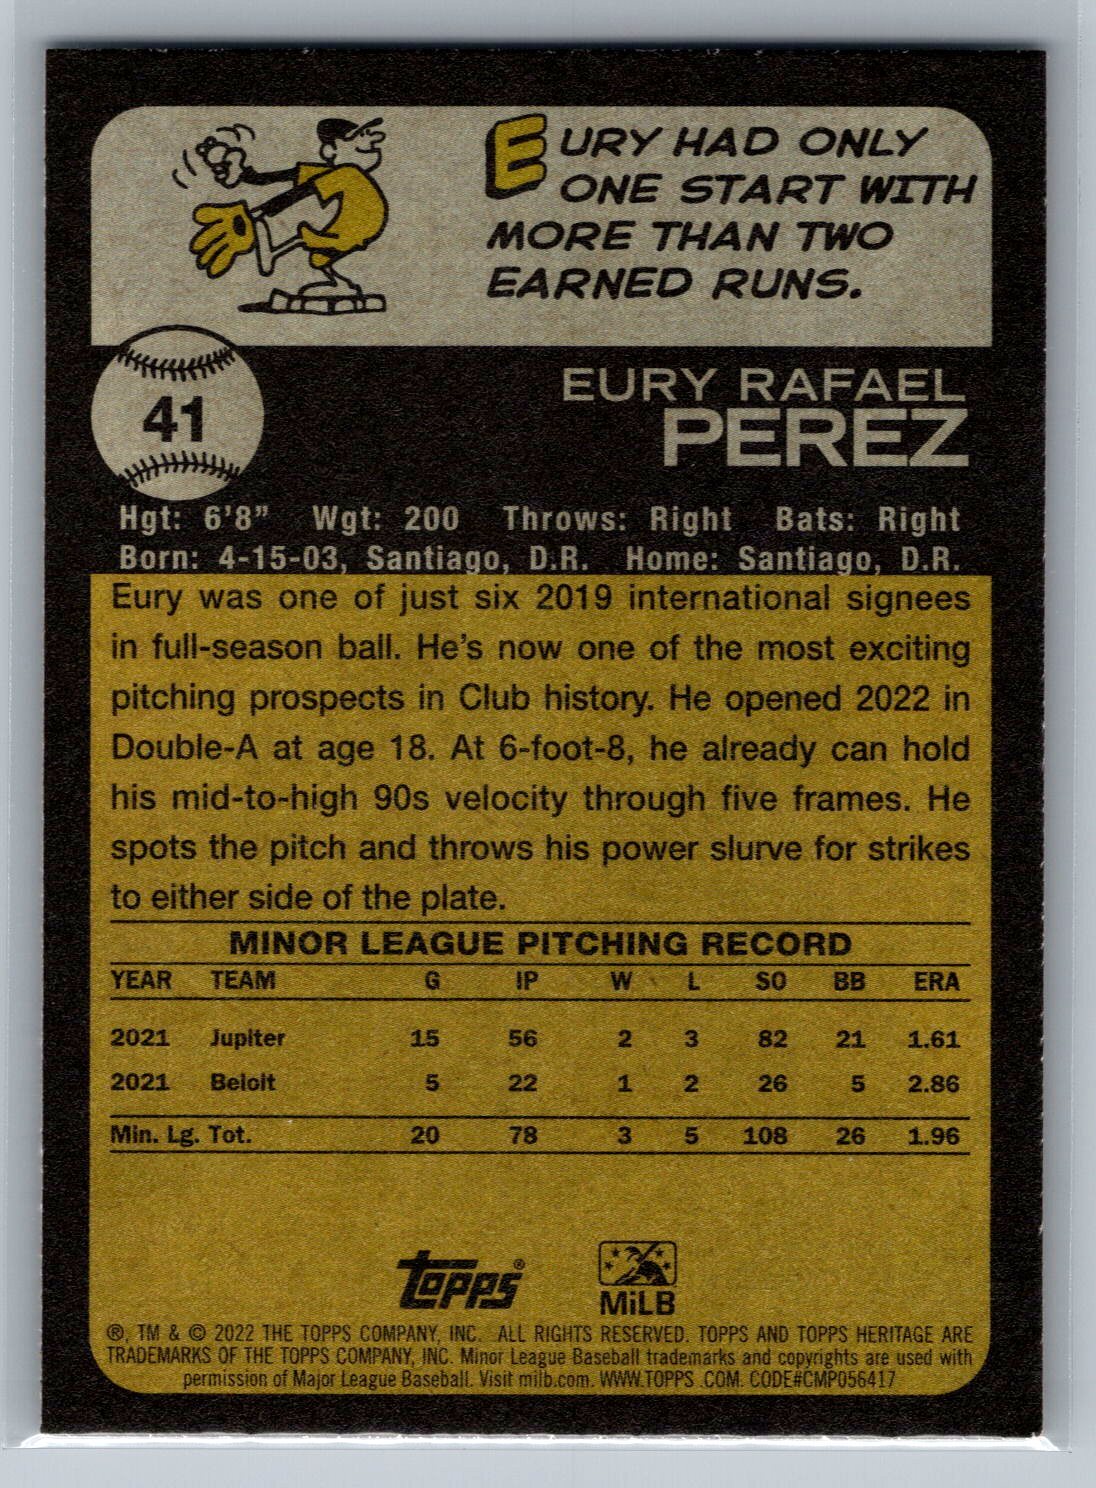 EURY HAD ONLY
ONE START WITH
MORE THAN TWO
EARNED RUNS.
41
EURY RAFAEL
PEREZ
Hgt: 6'8" Wgt: 200 Throws: Right Bats: Right
Born: 4-15-03, Santiago, D.R. Home: Santiago, D.R.
Eury was one of just six 2019 international signees
in full-season ball. He's now one of the most exciting
pitching prospects in Club history. He opened 2022 in
Double-A at age 18. At 6-foot-8, he already can hold
his mid-to-high 90s velocity through five frames. He
spots the pitch and throws his power slurve for strikes
to either side of the plate.
MINOR LEAGUE PITCHING RECORD
YEAR TEAM G IP W L SO BB ERA
2021 Jupiter 15 56 2 3 82 21 1.61
2021 Beloit 5 22 1 2 26 5 2.86
Min. Lg. Tot. 20 78 3 5 108 26 1.96
Topps®
MiLB
®, TM & © 2022 THE TOPPS COMPANY, INC. ALL RIGHTS RESERVED. TOPPS AND TOPPS HERITAGE ARE
TRADEMARKS OF THE TOPPS COMPANY, INC. Minor League Baseball trademarks and copyrights are used with
permission of Major League Baseball. Visit milb.com. WWW.TOPPS .COM. CODE#CMP056417